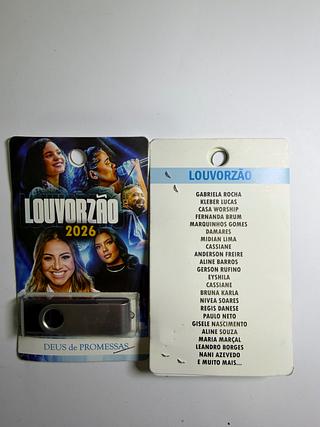 LOUVORZÃO
2026
DEUS de PROMESSAS
LOUVORZÃO
GABRIELA ROCHA
KLEBER LUCAS
CASA WORSHIP
FERNANDA BRUM
MARQUINHOS GOMES
DAMARES
MIDIAN LIMA
CASSIANE
ANDERSON FREIRE
ALINE BARROS
GERSON RUFINO
EYSHILA
CASSIANE
BRUNA KARLA
NIVEA SOARES
REGIS DANESE
PAULO NETO
GISELE NASCIMENTO
ALINE SOUZA
MARIA MARÇAL
LEANDRO BORGES
NANI AZEVEDO
E MUITO MAIS...